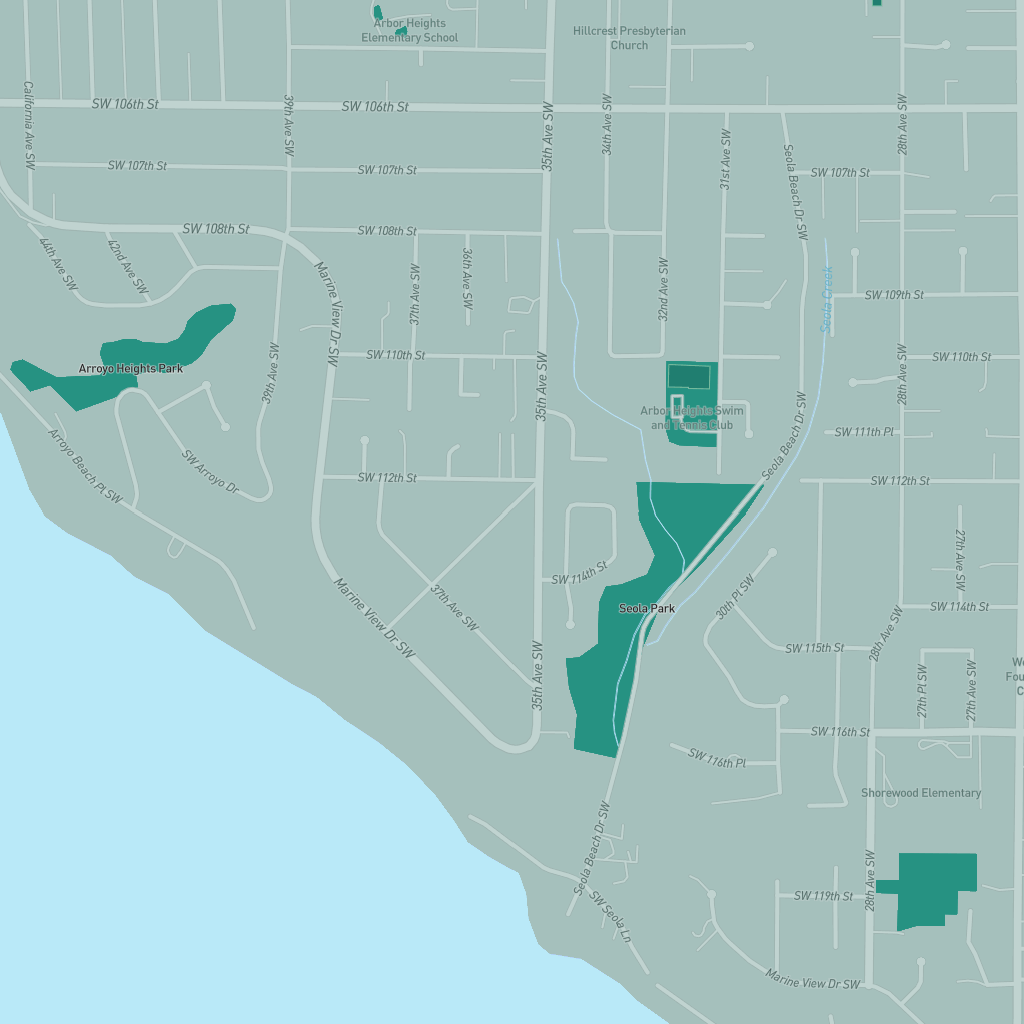 Arbor Heights
Elementary School
Hillcrest Presbyterian
Church
SW 106th St
SW 106th St
California Ave SW
39th Ave SW
35th Ave SW
34th Ave SW
28th Ave SW
31st Ave SW
Seola Beach Dr SW
SW 107th St
SW 107th St
SW 107th St
SW 108th St
SW 108th St
44th Ave SW
42nd Ave SW
Marine View Dr SW
37th Ave SW
36th Ave SW
32nd Ave SW
Seola Creek
SW 109th St
Arroyo Heights Park
39th Ave SW
SW 110th St
SW 110th St
35th Ave SW
28th Ave SW
Arbor Heights Swim
and Tennis Club
Seola Beach Dr SW
SW 111th Pl
Arroyo Beach Pl SW
SW Arroyo Dr
SW 112th St
SW 112th St
27th Ave SW
SW 114th St
37th Ave SW
Marine View Dr SW
Seola Park
30th Pl SW
SW 114th St
28th Ave SW
SW 115th St
35th Ave SW
27th Pl SW
27th Ave SW
SW 116th St
SW 116th Pl
Shorewood Elementary
Seola Beach Dr SW
28th Ave SW
SW 119th St
SW Seola Ln
Marine View Dr SW